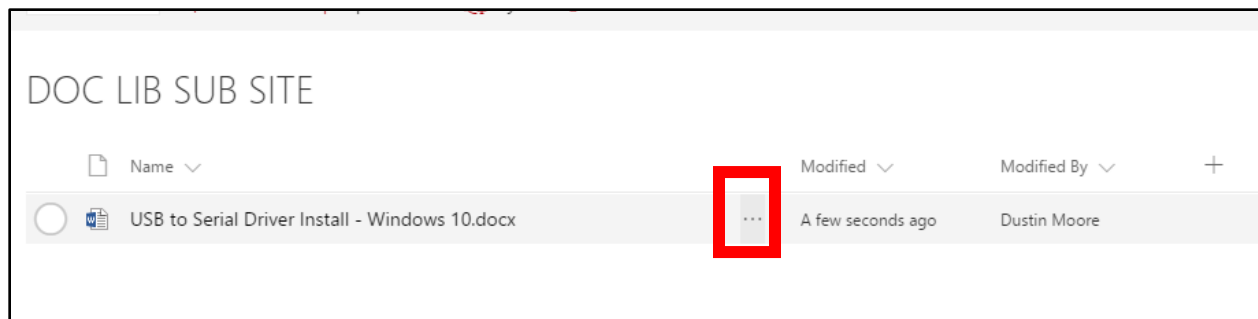 DOC LIB SUB SITE
Name Modified Modified By
USB to Serial Driver Install - Windows 10.docx ... A few seconds ago Dustin Moore